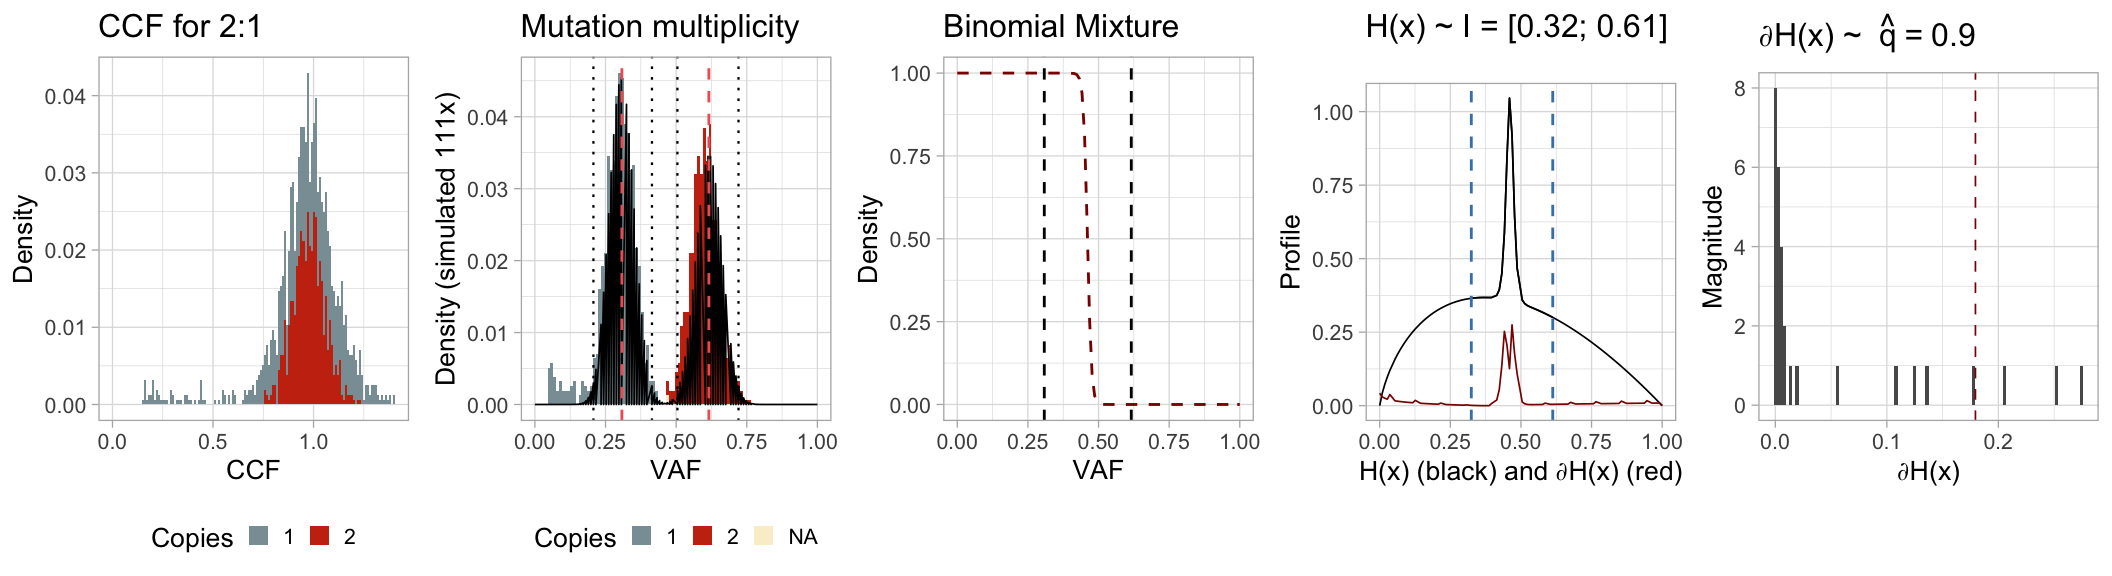 CCF for 2:1
Density
0.04
0.03
0.02
0.01
0.00
0.0 0.5 1.0
CCF
Copies 1 2
Mutation multiplicity
Density (simulated 111x)
0.04
0.03
0.02
0.01
0.00
0.00 0.25 0.50 0.75 1.00
VAF
Copies 1 2 NA
Binomial Mixture
Density
1.00
0.75
0.50
0.25
0.00
0.00 0.25 0.50 0.75 1.00
VAF
H(x) ~ I = [0.32; 0.61]
Profile
1.00
0.75
0.50
0.25
0.00
0.00 0.25 0.50 0.75 1.00
H(x) (black) and ∂H(x) (red)
∂H(x) ~ q̂ = 0.9
Magnitude
8
6
4
2
0
0.0 0.1 0.2
∂H(x)